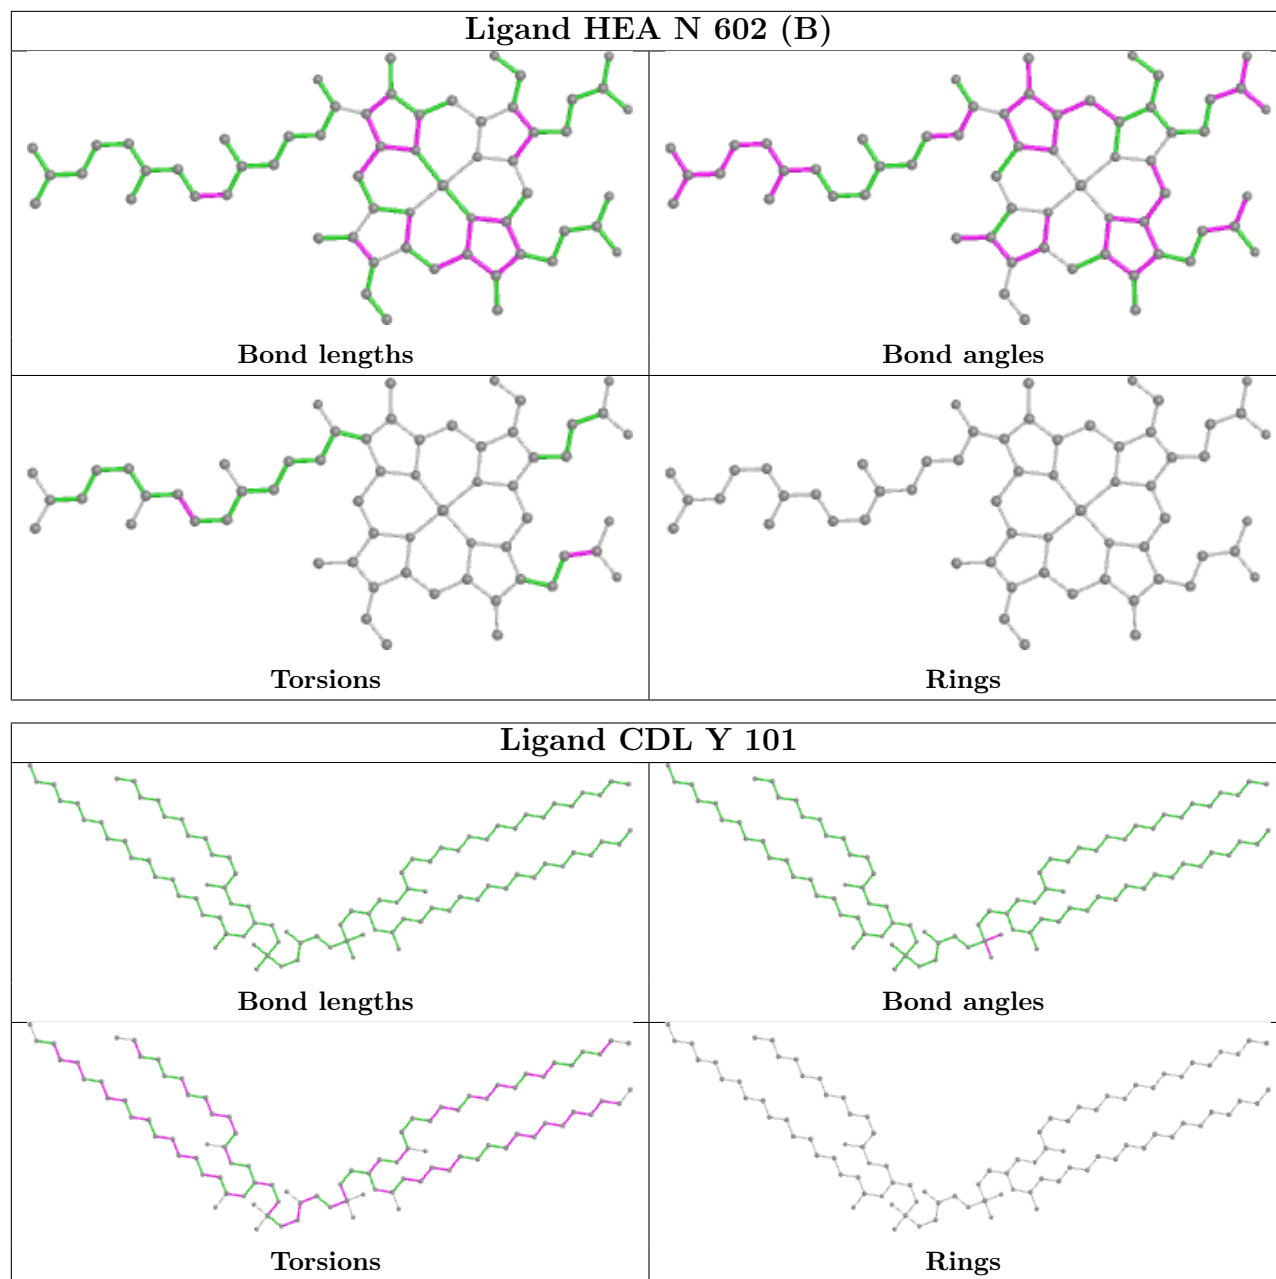 Ligand HEA N 602 (B)
Bond lengths
Bond angles
Torsions
Rings
Ligand CDL Y 101
Bond lengths
Bond angles
Torsions
Rings